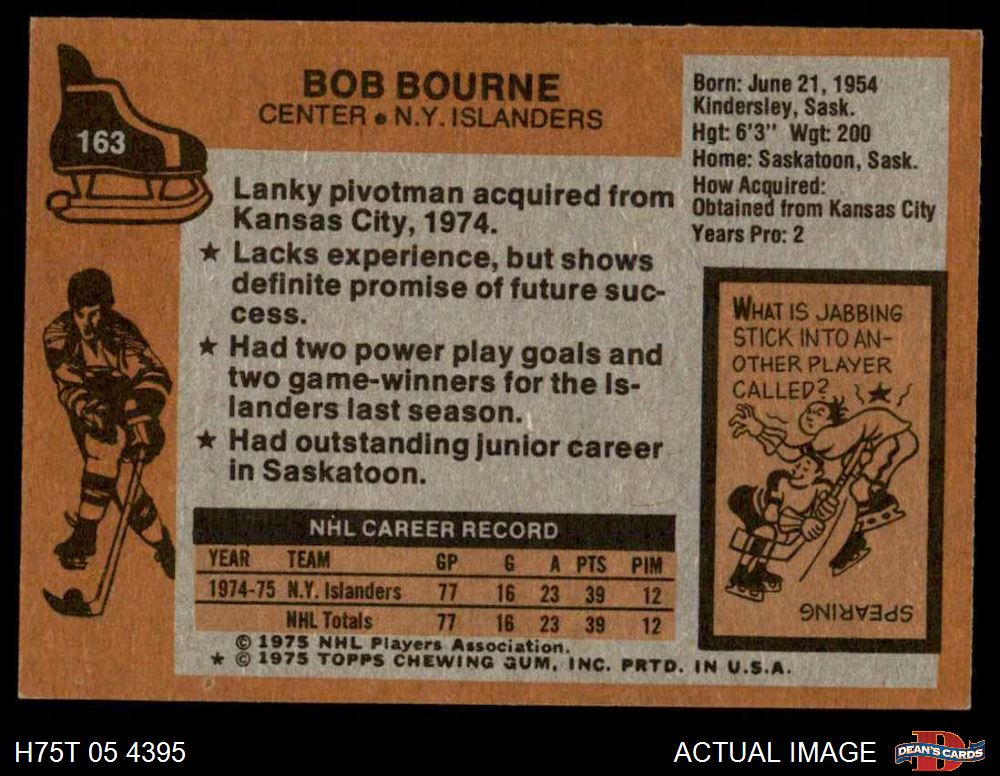 163
BOB BOURNE
CENTER • N.Y. ISLANDERS
Lanky pivotman acquired from
Kansas City, 1974.
★ Lacks experience, but shows
definite promise of future suc-
cess.
★ Had two power play goals and
two game-winners for the Is-
landers last season.
★ Had outstanding junior career
in Saskatoon.
Born: June 21, 1954
Kindersley, Sask.
Hgt: 6'3" Wgt: 200
Home: Saskatoon, Sask.
How Acquired:
Obtained from Kansas City
Years Pro: 2
WHAT IS JABBING
STICK INTO AN-
OTHER PLAYER
CALLED?
SPEARING
NHL CAREER RECORD
YEAR TEAM GP G A PTS PIM
1974-75 N.Y. Islanders 77 16 23 39 12
NHL Totals 77 16 23 39 12
© 1975 NHL Players Association.
★ © 1975 TOPPS CHEWING GUM, INC. PRTD. IN U.S.A.
H75T 05 4395
ACTUAL IMAGE
DEAN'S CARDS